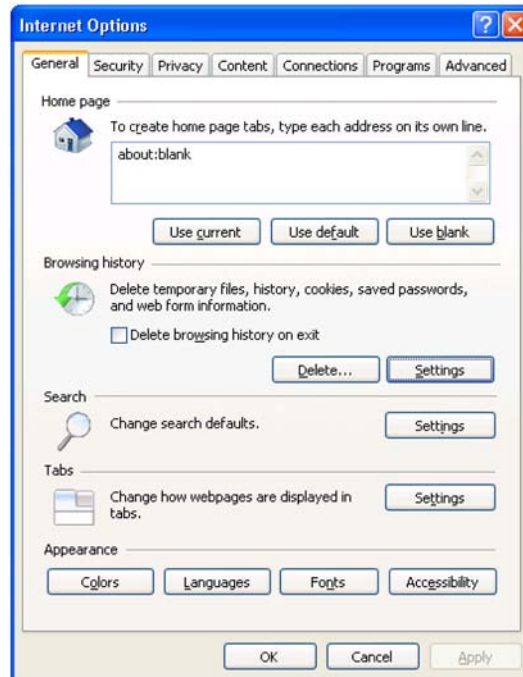 Internet Options
General Security Privacy Content Connections Programs Advanced
Home page
To create home page tabs, type each address on its own line.
about:blank
Use current Use default Use blank
Browsing history
Delete temporary files, history, cookies, saved passwords,
and web form information.
Delete browsing history on exit
Delete... Settings
Search
Change search defaults. Settings
Tabs
Change how webpages are displayed in Settings
tabs.
Appearance
Colors Languages Fonts Accessibility
OK Cancel Apply